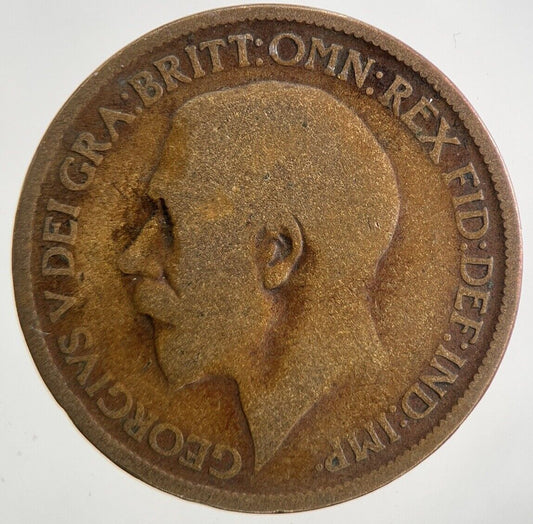 GEORGIVS V DEI GRA: BRITT: OMN: REX FID: DEF: IND: IMP: